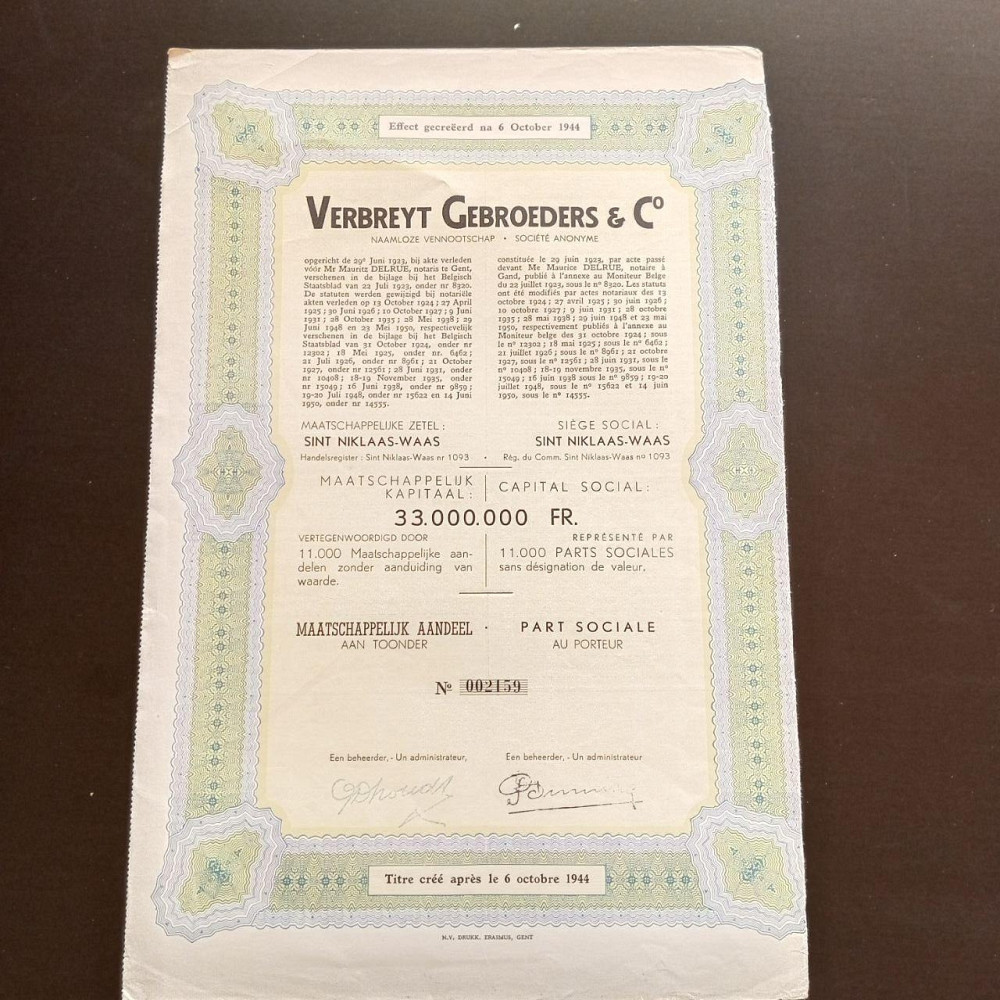 Effect gecreëerd na 6 October 1944
VERBREYT GEBROEDERS & Cº
NAAMLOZE VENNOOTSCHAP • SOCIÉTÉ ANONYME
opgericht de 29e Juni 1923, bij akte verleden
vóór Mr Mauritz DELRUE, notaris te Gent,
verschenen in de bijlage bij het Belgisch
Staatsblad van 22 Juli 1923, onder nr 8320.
De statuten werden gewijzigd bij notariële
akten verleden op 13 October 1924 ; 27 April
1925 ; 30 Juni 1926 ; 10 October 1927 ; 9 Juni
1931 ; 28 October 1935 ; 28 Mei 1938 ; 29
Juni 1948 en 23 Mei 1950, respectievelijk
verschenen in de bijlage bij het Belgisch
Staatsblad van 31 October 1924, onder nr
12302 ; 18 Mei 1925, onder nr. 6462 ;
21 Juli 1926, onder nr 8961 ; 21 October
1927, onder nr 12561 ; 28 Juni 1931, onder
nr 10408 ; 18-19 November 1935, onder
nr 15049 ; 16 Juni 1938, onder nr 9859 ;
19-20 Juli 1948, onder nr 15622 en 14 Juni
1950, onder nr 14555.
constituée le 29 juin 1923, par acte passé
devant Me Maurice DELRUE, notaire à
Gand, publié à l'annexe au Moniteur Belge
du 22 juillet 1923, sous le nº 8320. Les statuts
ont été modifiés par actes notariaux des 13
octobre 1924 ; 27 avril 1925 ; 30 juin 1926 ;
10 octobre 1927 ; 9 juin 1931 ; 28 octobre
1935 ; 28 mai 1938 ; 29 juin 1948 et 23 mai
1950, respectivement publiés à l'annexe au
Moniteur belge des 31 octobre 1924 ; sous
le nº 12302 ; 18 mai 1925 ; sous le nº 6462 ;
21 juillet 1926 ; sous le nº 8961 ; 21 octobre
1927, sous le nº 12561 ; 28 juin 1931, sous le
nº 10408 ; 18-19 novembre 1935, sous le nº
15049 ; 16 juin 1938 sous le nº 9859 ; 19-20
juillet 1948, sous le nº 15622 et 14 juin
1950, sous le nº 14555.
MAATSCHAPPELIJKE ZETEL :
SINT NIKLAAS-WAAS
Handelsregister : Sint Niklaas-Waas nr 1093 •
SIÈGE SOCIAL :
SINT NIKLAAS-WAAS
Rég. du Comm. Sint Niklaas-Waas nº 1093
MAATSCHAPPELIJK
KAPITAAL :
CAPITAL SOCIAL :
33.000.000 FR.
VERTEGENWOORDIGD DOOR
11.000 Maatschappelijke aan-
delen zonder aanduiding van
waarde.
REPRÉSENTÉ PAR
11.000 PARTS SOCIALES
sans désignation de valeur.
MAATSCHAPPELIJK AANDEEL · PART SOCIALE
AAN TOONDER AU PORTEUR
Nº 002159
Een beheerder, - Un administrateur, Een beheerder, - Un administrateur
Titre créé après le 6 octobre 1944
N.V. DRUKK. ERASMUS, GENT